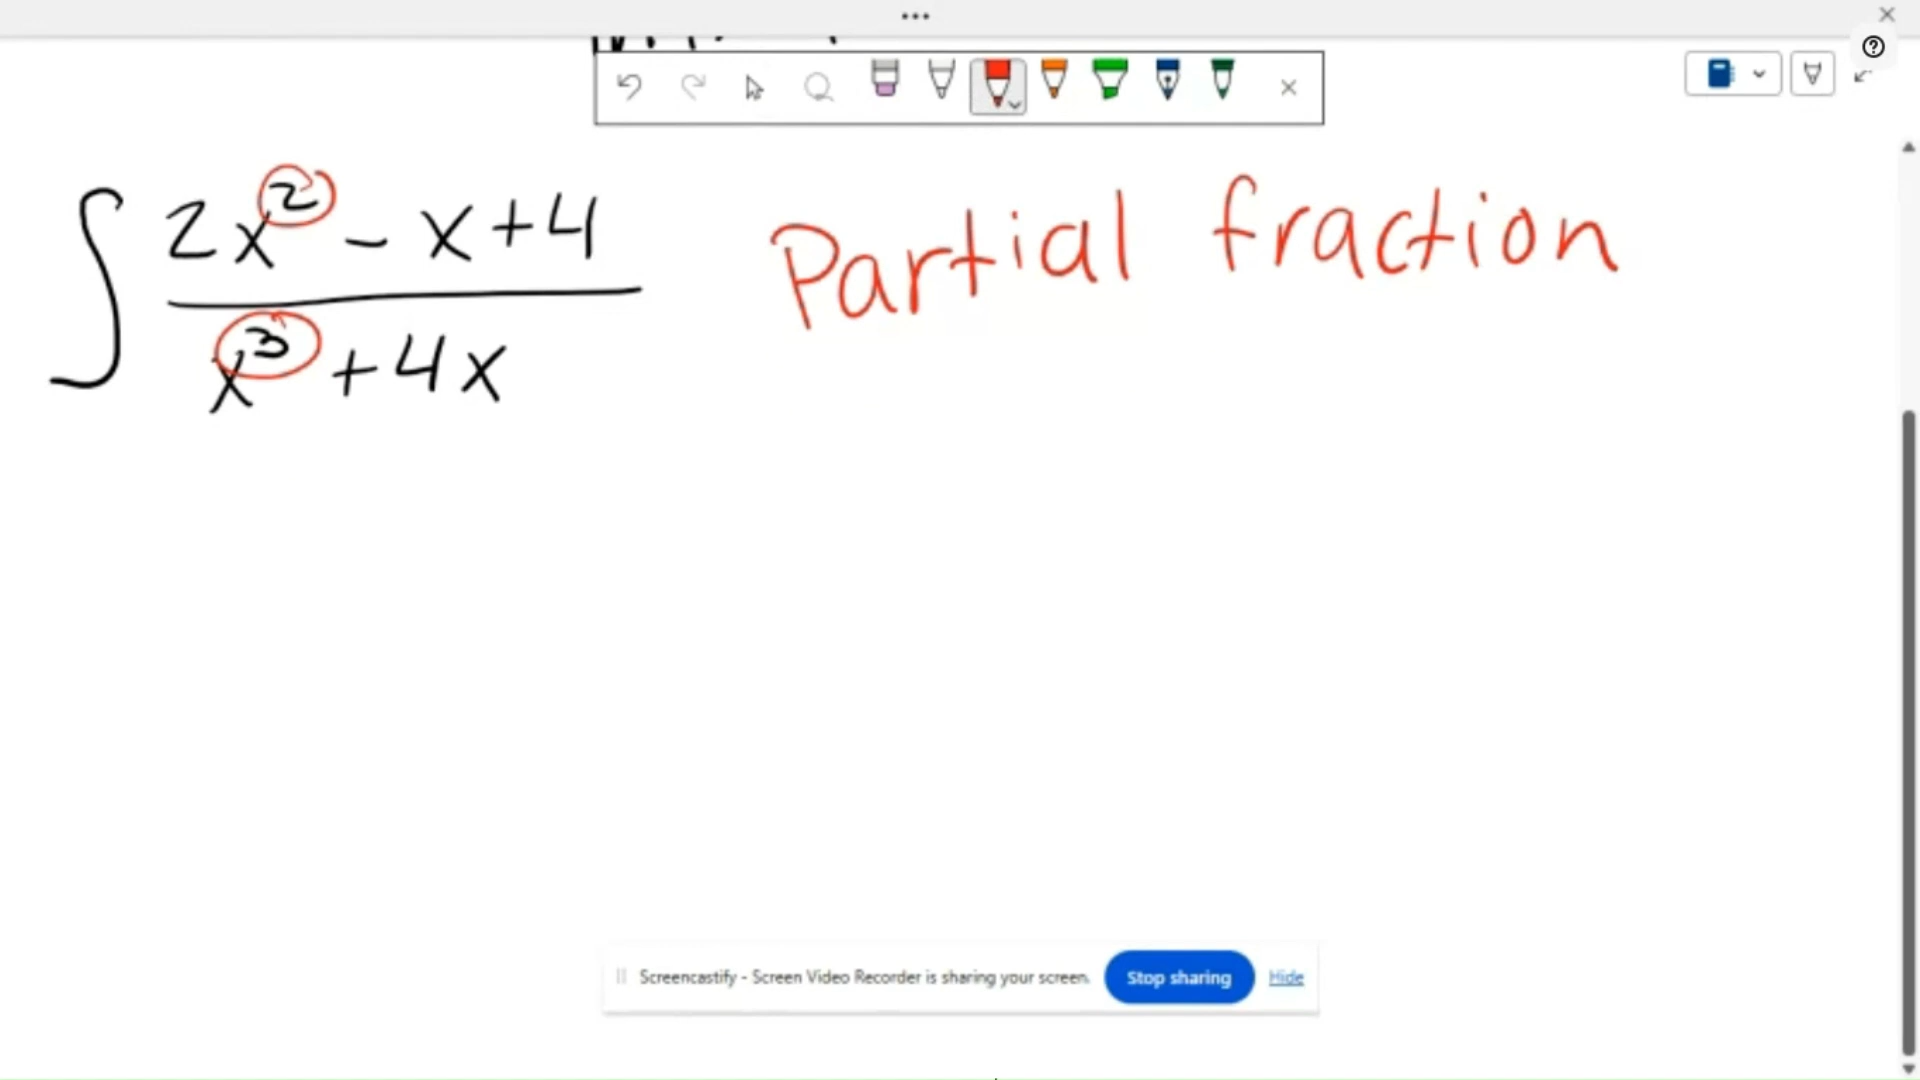 ∫ 2x² - x + 4 Partial fraction
x³ + 4x
Screencastify - Screen Video Recorder is sharing your screen. Stop sharing Hide